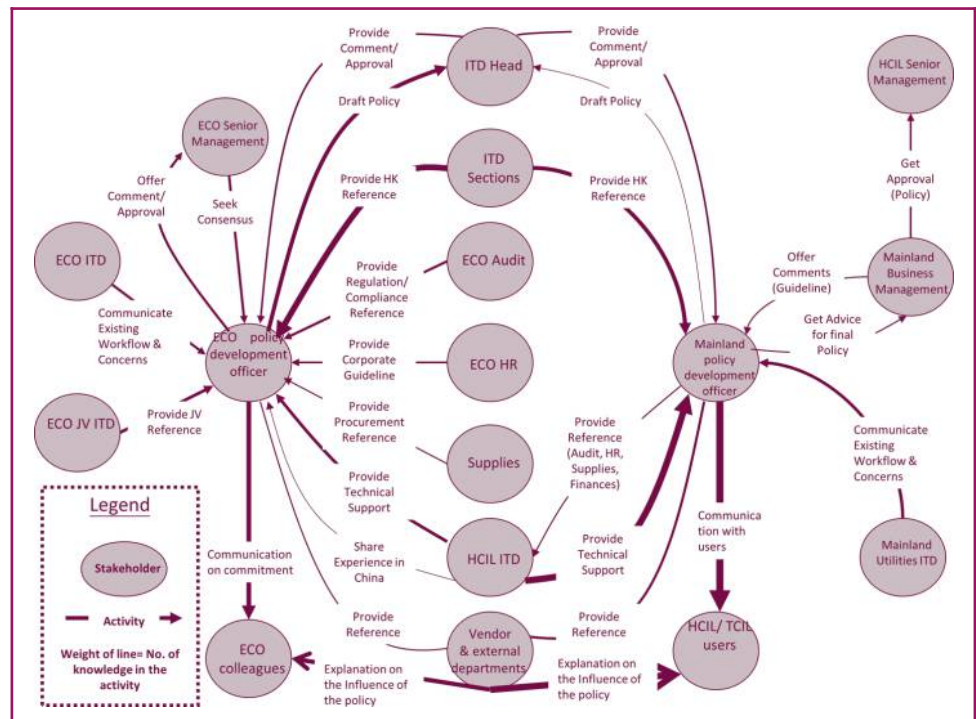 Provide
Comment/
Approval
ITD Head
Provide
Comment/
Approval
HCIL Senior
Management
Draft Policy
Draft Policy
ECO Senior
Management
ITD
Sections
Get
Approval
(Policy)
Offer
Comment/
Approval
Seek
Consensus
Provide HK
Reference
Provide HK
Reference
ECO ITD
Provide
Regulation/
Compliance
Reference
ECO Audit
Offer
Comments
(Guideline)
Mainland
Business
Management
Communicate
Existing
Workflow &
Concerns
ECO policy
development
officer
Provide
Corporate
Guideline
ECO HR
Mainland
policy
development
officer
Get Advice
for final
Policy
ECO JV ITD
Provide JV
Reference
Provide
Procurement
Reference
Supplies
Provide
Reference
(Audit, HR,
Supplies,
Finances)
Communicate
Existing
Workflow &
Concerns
Legend
Stakeholder
Activity
Weight of line= No. of
knowledge in the
activity
Provide
Technical
Support
HCIL ITD
Provide
Technical
Support
Communica
tion with
users
Mainland
Utilities ITD
Communication
on commitment
Share
Experience in
China
Provide
Reference
Vendor
& external
departments
Provide
Reference
HCIL/ TCIL
users
ECO
colleagues
Explanation on
the Influence of
the policy
Explanation on
the Influence of
the policy